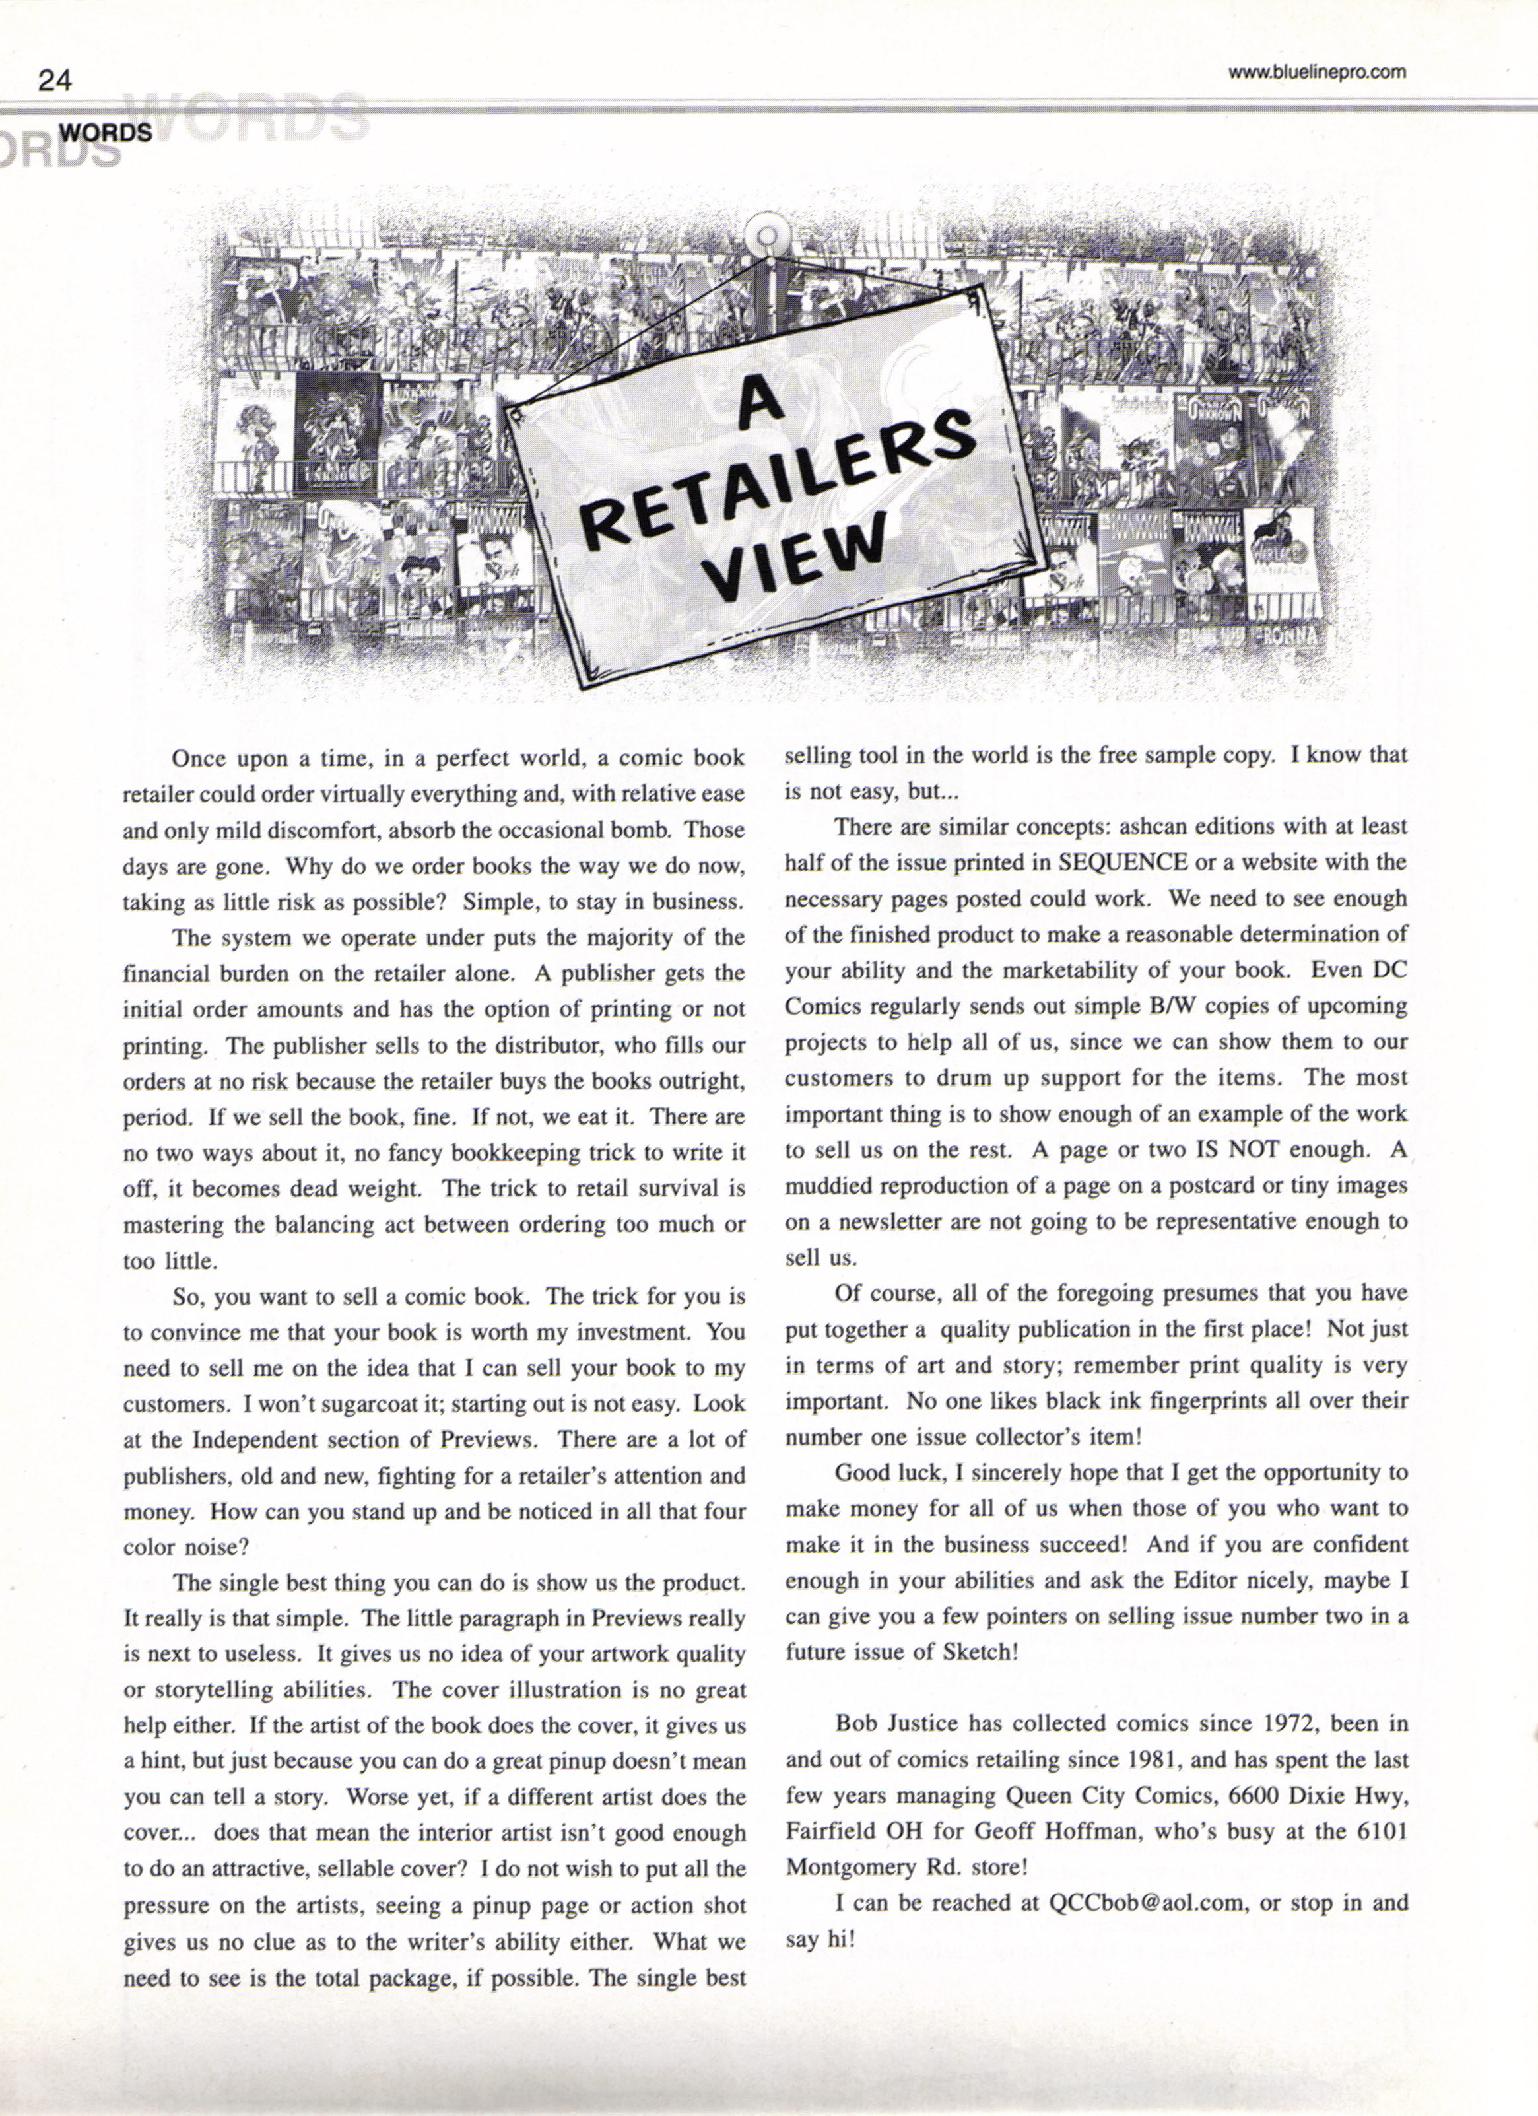 24
www.bluelinepro.com
WORDS
WORDS
ORDS
A
RETAILERS
VIEW
RONNA
Once upon a time, in a perfect world, a comic book
retailer could order virtually everything and, with relative ease
and only mild discomfort, absorb the occasional bomb. Those
days are gone. Why do we order books the way we do now,
taking as little risk as possible? Simple, to stay in business.
The system we operate under puts the majority of the
financial burden on the retailer alone. A publisher gets the
initial order amounts and has the option of printing or not
printing. The publisher sells to the distributor, who fills our
orders at no risk because the retailer buys the books outright,
period. If we sell the book, fine. If not, we eat it. There are
no two ways about it, no fancy bookkeeping trick to write it
off, it becomes dead weight. The trick to retail survival is
mastering the balancing act between ordering too much or
too little.
So, you want to sell a comic book. The trick for you is
to convince me that your book is worth my investment. You
need to sell me on the idea that I can sell your book to my
customers. I won't sugarcoat it; starting out is not easy. Look
at the Independent section of Previews. There are a lot of
publishers, old and new, fighting for a retailer's attention and
money. How can you stand up and be noticed in all that four
color noise?
The single best thing you can do is show us the product.
It really is that simple. The little paragraph in Previews really
is next to useless. It gives us no idea of your artwork quality
or storytelling abilities. The cover illustration is no great
help either. If the artist of the book does the cover, it gives us
a hint, but just because you can do a great pinup doesn't mean
you can tell a story. Worse yet, if a different artist does the
cover... does that mean the interior artist isn't good enough
to do an attractive, sellable cover? I do not wish to put all the
pressure on the artists, seeing a pinup page or action shot
gives us no clue as to the writer's ability either. What we
need to see is the total package, if possible. The single best
selling tool in the world is the free sample copy. I know that
is not easy, but...
There are similar concepts: ashcan editions with at least
half of the issue printed in SEQUENCE or a website with the
necessary pages posted could work. We need to see enough
of the finished product to make a reasonable determination of
your ability and the marketability of your book. Even DC
Comics regularly sends out simple B/W copies of upcoming
projects to help all of us, since we can show them to our
customers to drum up support for the items. The most
important thing is to show enough of an example of the work
to sell us on the rest. A page or two IS NOT enough. A
muddied reproduction of a page on a postcard or tiny images
on a newsletter are not going to be representative enough to
sell us.
Of course, all of the foregoing presumes that you have
put together a quality publication in the first place! Not just
in terms of art and story; remember print quality is very
important. No one likes black ink fingerprints all over their
number one issue collector's item!
Good luck, I sincerely hope that I get the opportunity to
make money for all of us when those of you who want to
make it in the business succeed! And if you are confident
enough in your abilities and ask the Editor nicely, maybe I
can give you a few pointers on selling issue number two in a
future issue of Sketch!
Bob Justice has collected comics since 1972, been in
and out of comics retailing since 1981, and has spent the last
few years managing Queen City Comics, 6600 Dixie Hwy,
Fairfield OH for Geoff Hoffman, who's busy at the 6101
Montgomery Rd. store!
I can be reached at QCCbob@aol.com, or stop in and
say hi!